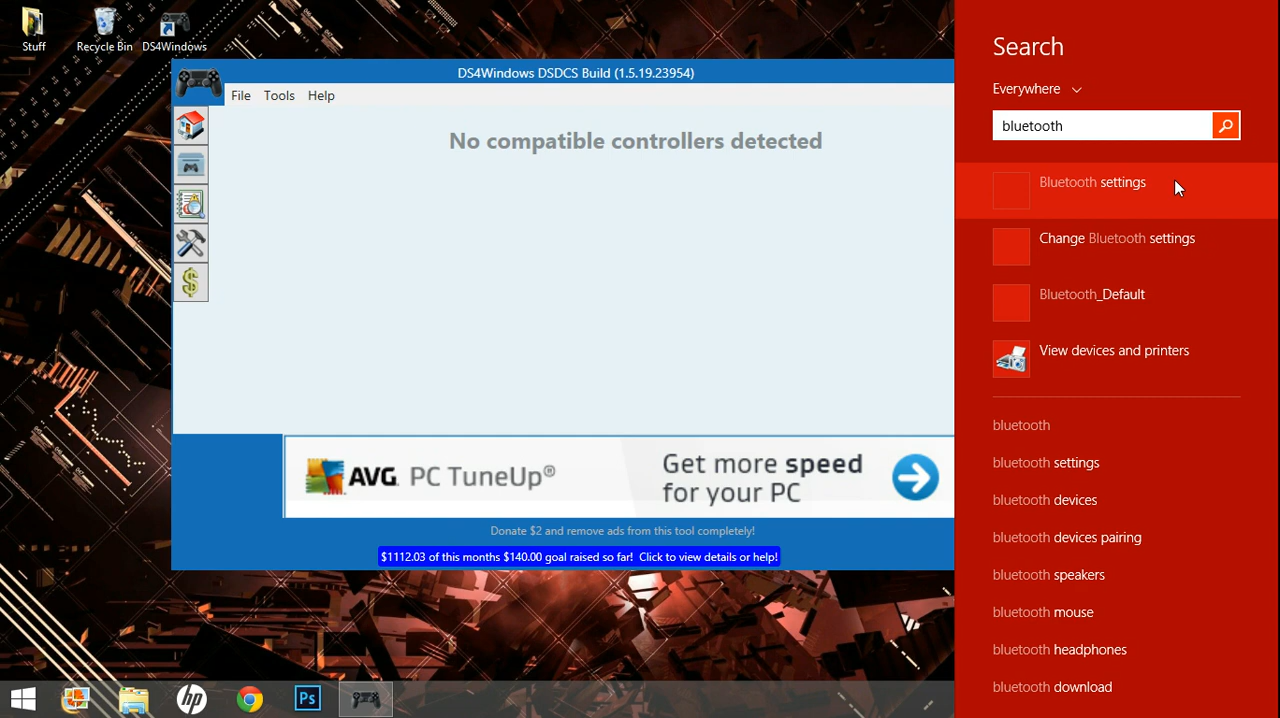 Stuff
Recycle Bin
DS4Windows
DS4Windows DSDCS Build (1.5.19.23954)
File Tools Help
No compatible controllers detected
AVG PC TuneUp®
Get more speed
for your PC
Donate $2 and remove ads from this tool completely!
$1112.03 of this months $140.00 goal raised so far! Click to view details or help!
hp
Ps
Search
Everywhere
bluetooth
Bluetooth settings
Change Bluetooth settings
Bluetooth_Default
View devices and printers
bluetooth
bluetooth settings
bluetooth devices
bluetooth devices pairing
bluetooth speakers
bluetooth mouse
bluetooth headphones
bluetooth download